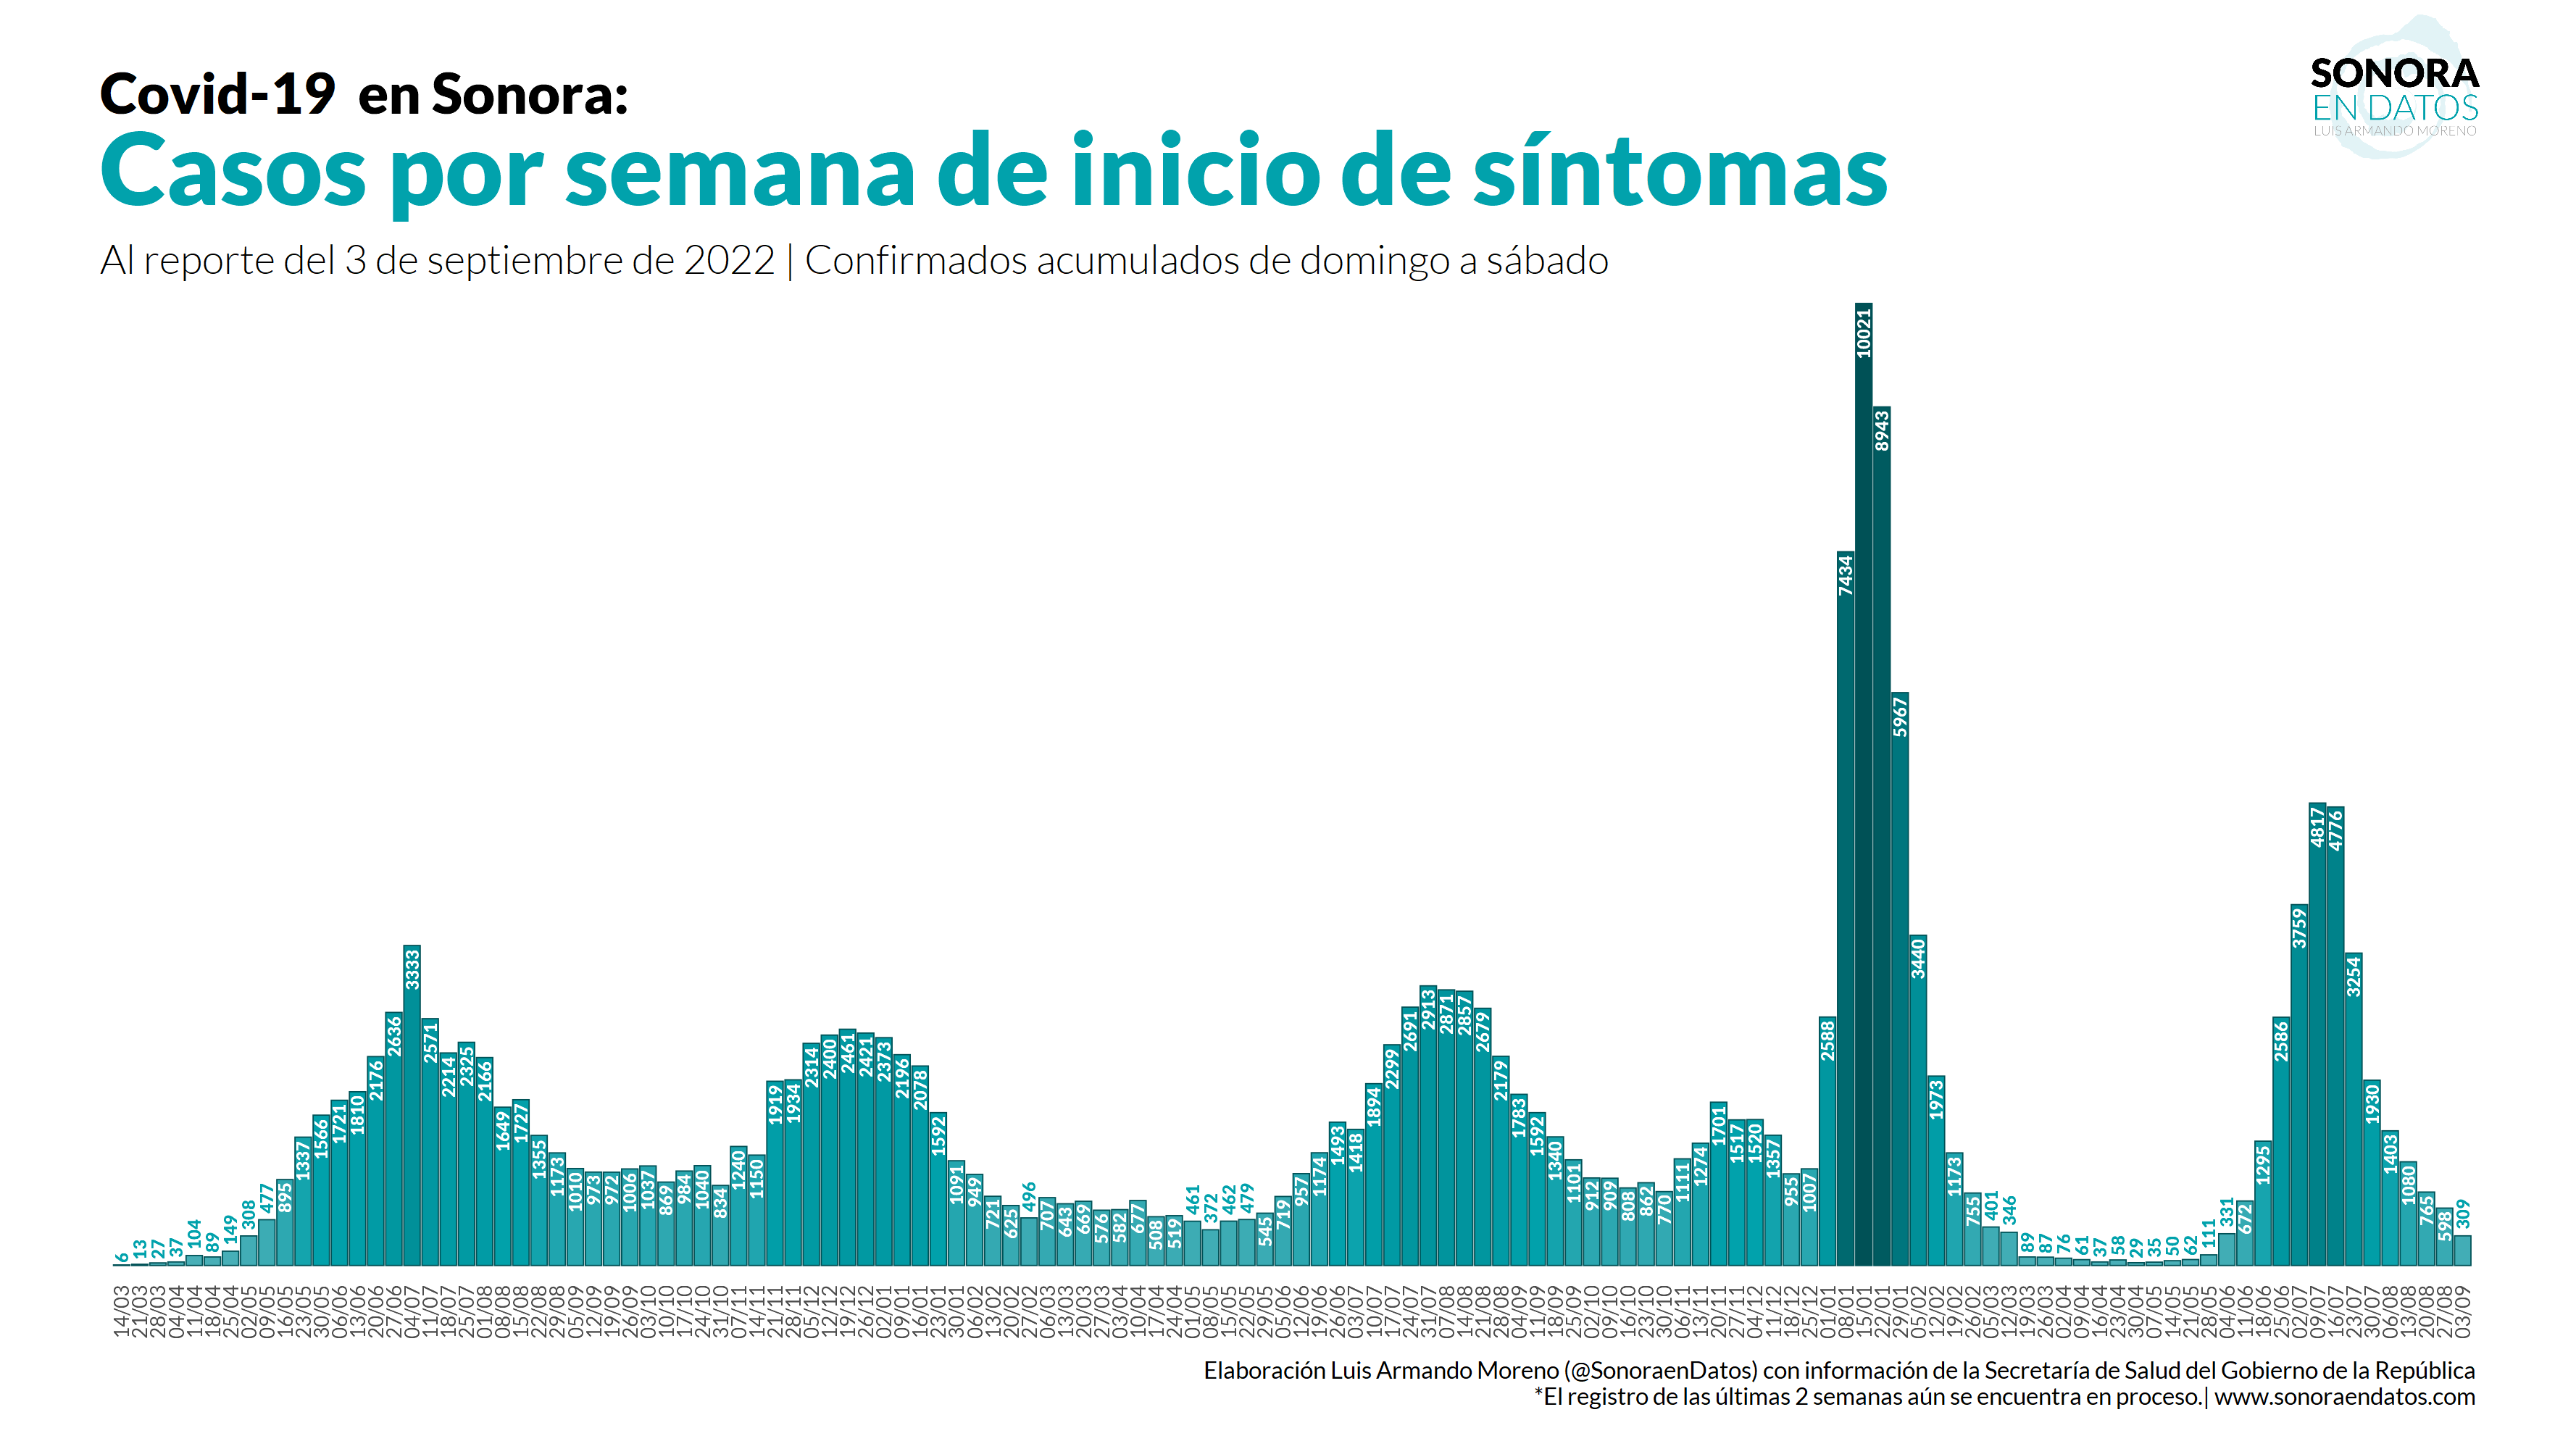 Covid-19 en Sonora:
Casos por semana de inicio de síntomas
Al reporte del 3 de septiembre de 2022 | Confirmados acumulados de domingo a sábado
SONORA
EN DATOS
LUIS ARMANDO MORENO
6 13 27 37 104 89 149 308 477 895 1337 1566 1721 1810 2176 2636 3333 2571 2214 2325 2166 1649 1727 1355 1173 1010 973 972 1006 1037 869 984 1040 834 1240 1150 1919 1934 2314 2400 2461 2421 2373 2196 2078 1592 1091 949 721 625 496 707 643 669 576 582 677 508 519 461 372 462 479 545 719 957 1174 1493 1418 1894 2299 2691 2913 2871 2857 2679 2179 1783 1592 1340 1101 912 909 808 862 770 1111 1274 1701 1517 1520 1357 955 1007 2588 7434 10021 8943 5967 3440 1973 1173 755 401 346 89 87 76 61 37 58 29 35 50 62 111 331 672 1295 2586 3759 4817 4776 3254 1930 1403 1080 765 598 309
14/03 21/03 28/03 04/04 11/04 18/04 25/04 02/05 09/05 16/05 23/05 30/05 06/06 13/06 20/06 27/06 04/07 11/07 18/07 25/07 01/08 08/08 15/08 22/08 29/08 05/09 12/09 19/09 26/09 03/10 10/10 17/10 24/10 31/10 07/11 14/11 21/11 28/11 05/12 12/12 19/12 26/12 02/01 09/01 16/01 23/01 30/01 06/02 13/02 20/02 27/02 06/03 13/03 20/03 27/03 03/04 10/04 17/04 24/04 01/05 08/05 15/05 22/05 29/05 05/06 12/06 19/06 26/06 03/07 10/07 17/07 24/07 31/07 07/08 14/08 21/08 28/08 04/09 11/09 18/09 25/09 02/10 09/10 16/10 23/10 30/10 06/11 13/11 20/11 27/11 04/12 11/12 18/12 25/12 01/01 08/01 15/01 22/01 29/01 05/02 12/02 19/02 26/02 05/03 12/03 19/03 26/03 02/04 09/04 16/04 23/04 30/04 07/05 14/05 21/05 28/05 04/06 11/06 18/06 25/06 02/07 09/07 16/07 23/07 30/07 06/08 13/08 20/08 27/08 03/09
Elaboración Luis Armando Moreno (@SonoraenDatos) con información de la Secretaría de Salud del Gobierno de la República
*El registro de las últimas 2 semanas aún se encuentra en proceso.| www.sonoraendatos.com